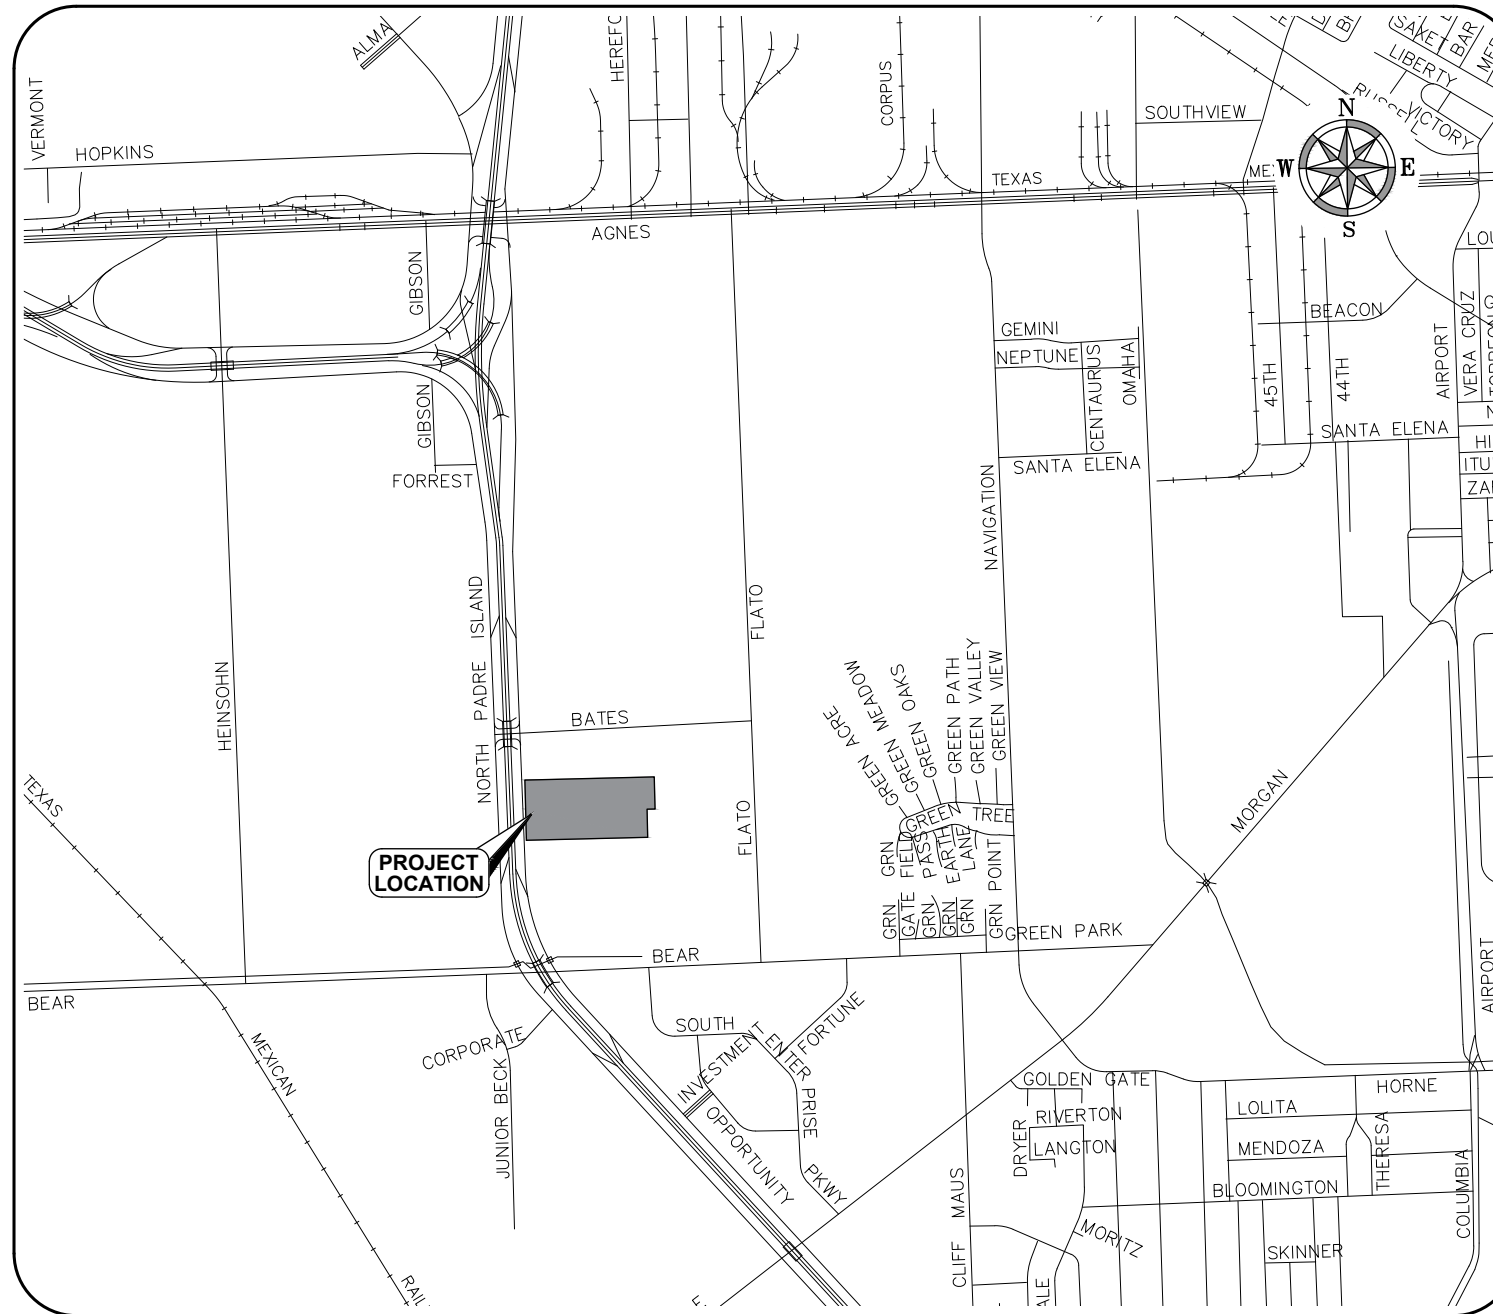 ALMA
HEREFO
CORPUS
SAXET
BAR
LIBERTY
RUSSELL
VICTORY
VERMONT
HOPKINS
SOUTHVIEW
N
W
E
S
TEXAS
AGNES
GIBSON
BEACON
GEMINI
NEPTUNE
CENTAURUS
OMAHA
45TH
44TH
AIRPORT
VERA CRUZ
GIBSON
FORREST
SANTA ELENA
SANTA ELENA
NAVIGATION
HEINSOHN
NORTH PADRE ISLAND
FLATO
BATES
GREEN ACRE
GREEN MEADOW
GREEN OAKS
GREEN PATH
GREEN VALLEY
GREEN VIEW
GREEN TREE
TEXAS
FLATO
MORGAN
PROJECT
LOCATION
GRN GRN
GATE FIELD
GRN PASS
GRN EARTH
GRN LANE
GRN POINT
GREEN PARK
BEAR
BEAR
AIRPORT
MEXICAN
CORPORATE
JUNIOR BECK
SOUTH
INVESTMENT
ENTER PRISE
PKWY
FORTUNE
OPPORTUNITY
GOLDEN GATE
HORNE
RIVERTON
LANGTON
DRYER
LOLITA
MENDOZA
THERESA
BLOOMINGTON
COLUMBIA
CLIFF MAUS
MORITZ
SKINNER